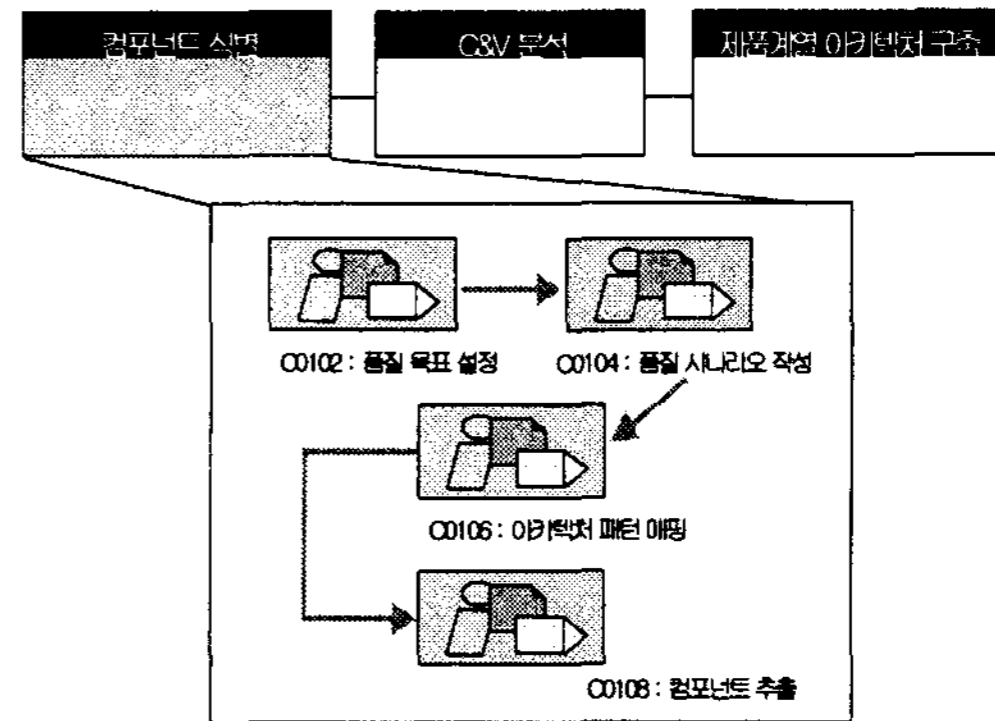 컴포넌트 식별
C&V 분석
제품계열 아키텍처 구축
C0102 : 품질 목표 설정
C0104 : 품질 시나리오 작성
C0106 : 아키텍처 패턴 매핑
C0108 : 컴포넌트 추출